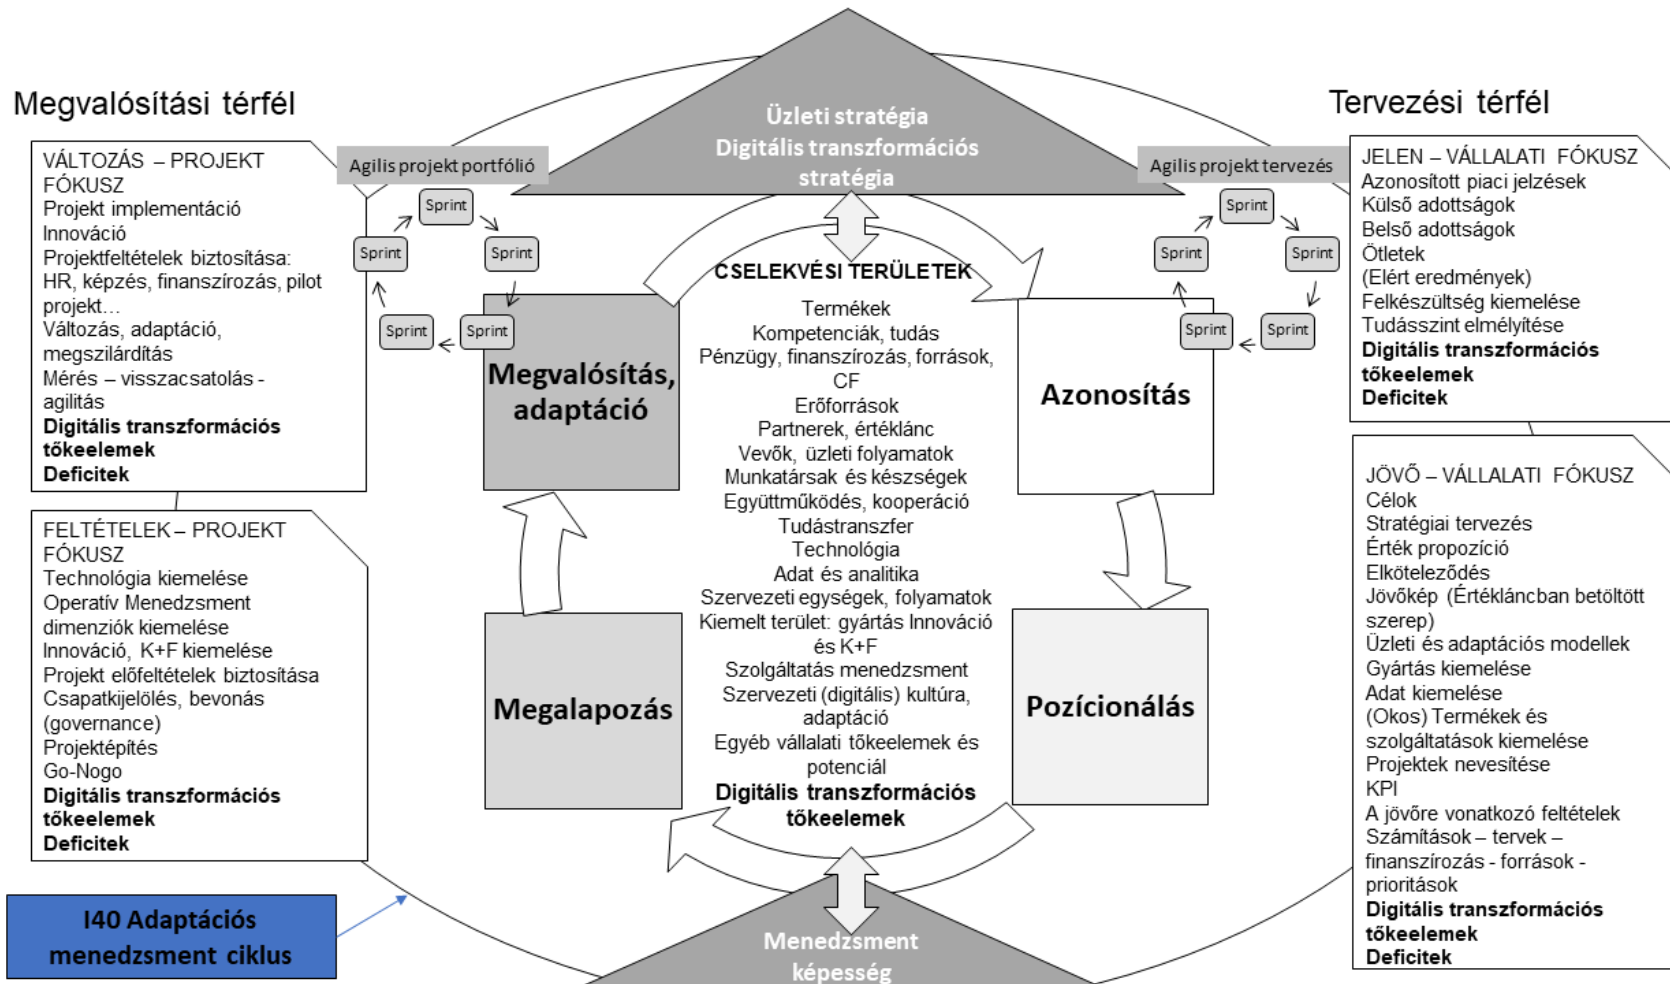 Megvalósítási térfél
VÁLTOZÁS – PROJEKT
FÓKUSZ
Projekt implementáció
Innováció
Projektfeltételek biztosítása:
HR, képzés, finanszírozás, pilot
projekt...
Változás, adaptáció,
megszilárdítás
Mérés – visszacsatolás -
agilitás
Digitális transzformációs
tőkeelemek
Deficitek
FELTÉTELEK – PROJEKT
FÓKUSZ
Technológia kiemelése
Operatív Menedzsment
dimenziók kiemelése
Innováció, K+F kiemelése
Projekt előfeltételek biztosítása
Csapatkijelölés, bevonás
(governance)
Projektépítés
Go-Nogo
Digitális transzformációs
tőkeelemek
Deficitek
I40 Adaptációs
menedzsment ciklus
Agilis projekt portfólió
Sprint
Sprint
Sprint
Sprint
Sprint
Üzleti stratégia
Digitális transzformációs
stratégia
Megvalósítás,
adaptáció
Megalapozás
CSELEKVÉSI TERÜLETEK
Termékek
Kompetenciák, tudás
Pénzügy, finanszírozás, források,
CF
Erőforrások
Partnerek, értéklánc
Vevők, üzleti folyamatok
Munkatársak és készségek
Együttműködés, kooperáció
Tudástranszfer
Technológia
Adat és analitika
Szervezeti egységek, folyamatok
Kiemelt terület: gyártás Innováció
és K+F
Szolgáltatás menedzsment
Szervezeti (digitális) kultúra,
adaptáció
Egyéb vállalati tőkeelemek és
potenciál
Digitális transzformációs
tőkeelemek
Menedzsment
képesség
Agilis projekt tervezés
Sprint
Sprint
Sprint
Sprint
Sprint
Azonosítás
Pozícionálás
Tervezési térfél
JELEN – VÁLLALATI FÓKUSZ
Azonosított piaci jelzések
Külső adottságok
Belső adottságok
Ötletek
(Elért eredmények)
Felkészültség kiemelése
Tudásszint elmélyítése
Digitális transzformációs
tőkeelemek
Deficitek
JÖVŐ – VÁLLALATI FÓKUSZ
Célok
Stratégiai tervezés
Érték propozíció
Elköteleződés
Jövőkép (Értékláncban betöltött
szerep)
Üzleti és adaptációs modellek
Gyártás kiemelése
Adat kiemelése
(Okos) Termékek és
szolgáltatások kiemelése
Projektek nevesítése
KPI
A jövőre vonatkozó feltételek
Számítások – tervek –
finanszírozás - források -
prioritások
Digitális transzformációs
tőkeelemek
Deficitek